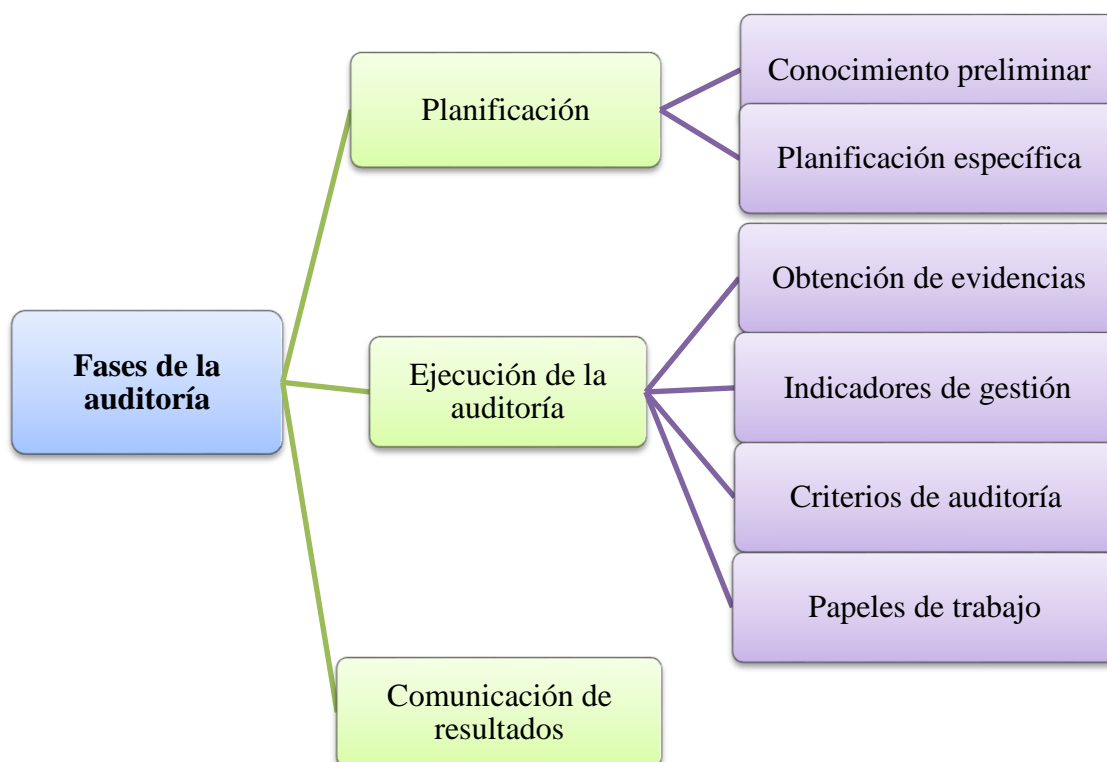 Fases de la
auditoría
Planificación
Conocimiento preliminar
Planificación específica
Ejecución de la
auditoría
Obtención de evidencias
Indicadores de gestión
Criterios de auditoría
Papeles de trabajo
Comunicación de
resultados